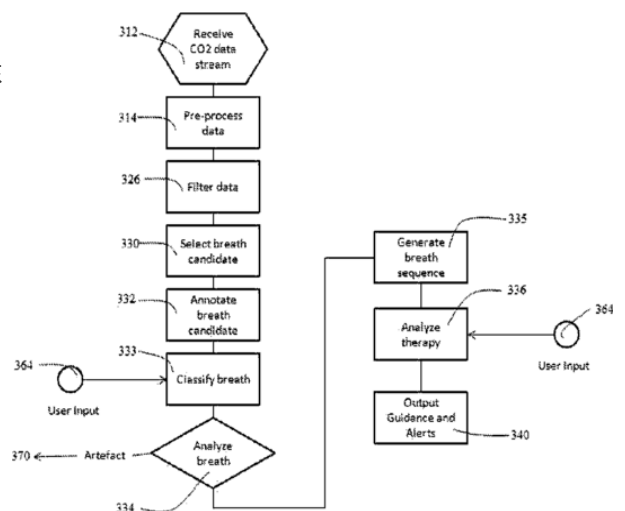 312
Receive
CO2 data
stream
314
Pre-process
data
326
Filter data
330
Select breath
candidate
332
Annotate
breath
candidate
333
364
Classify breath
User Input
370
Artefact
Analyze
breath
334
335
Generate
breath
sequence
336
Analyze
therapy
364
User Input
Output
Guidance and
Alerts
340